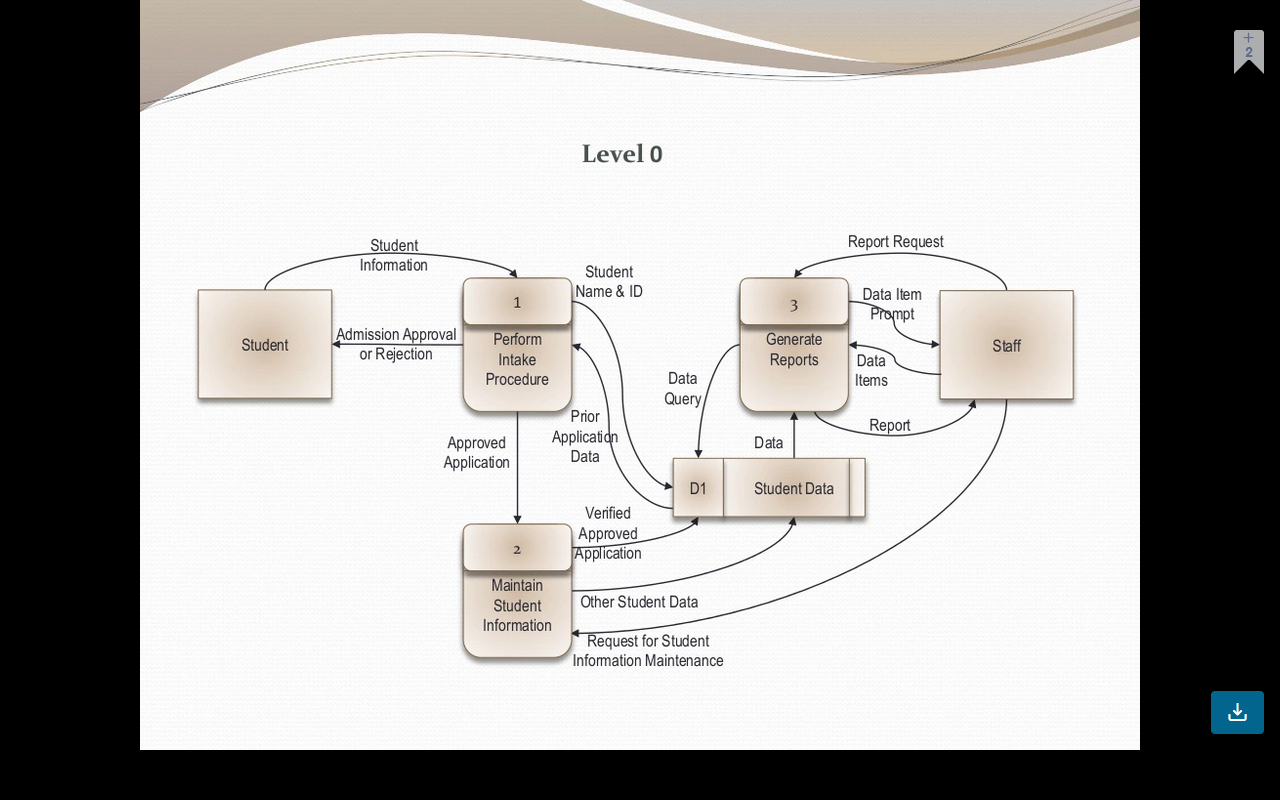 +
2
Level 0
Student
Information
Student
Name & ID
Report Request
1
3
Data Item
Prompt
Student
Admission Approval
or Rejection
Perform
Intake
Procedure
Generate
Reports
Data
Items
Staff
Data
Query
Prior
Application
Data
Report
Approved
Application
Data
D1
Student Data
Verified
Approved
Application
2
Maintain
Student
Information
Other Student Data
Request for Student
Information Maintenance